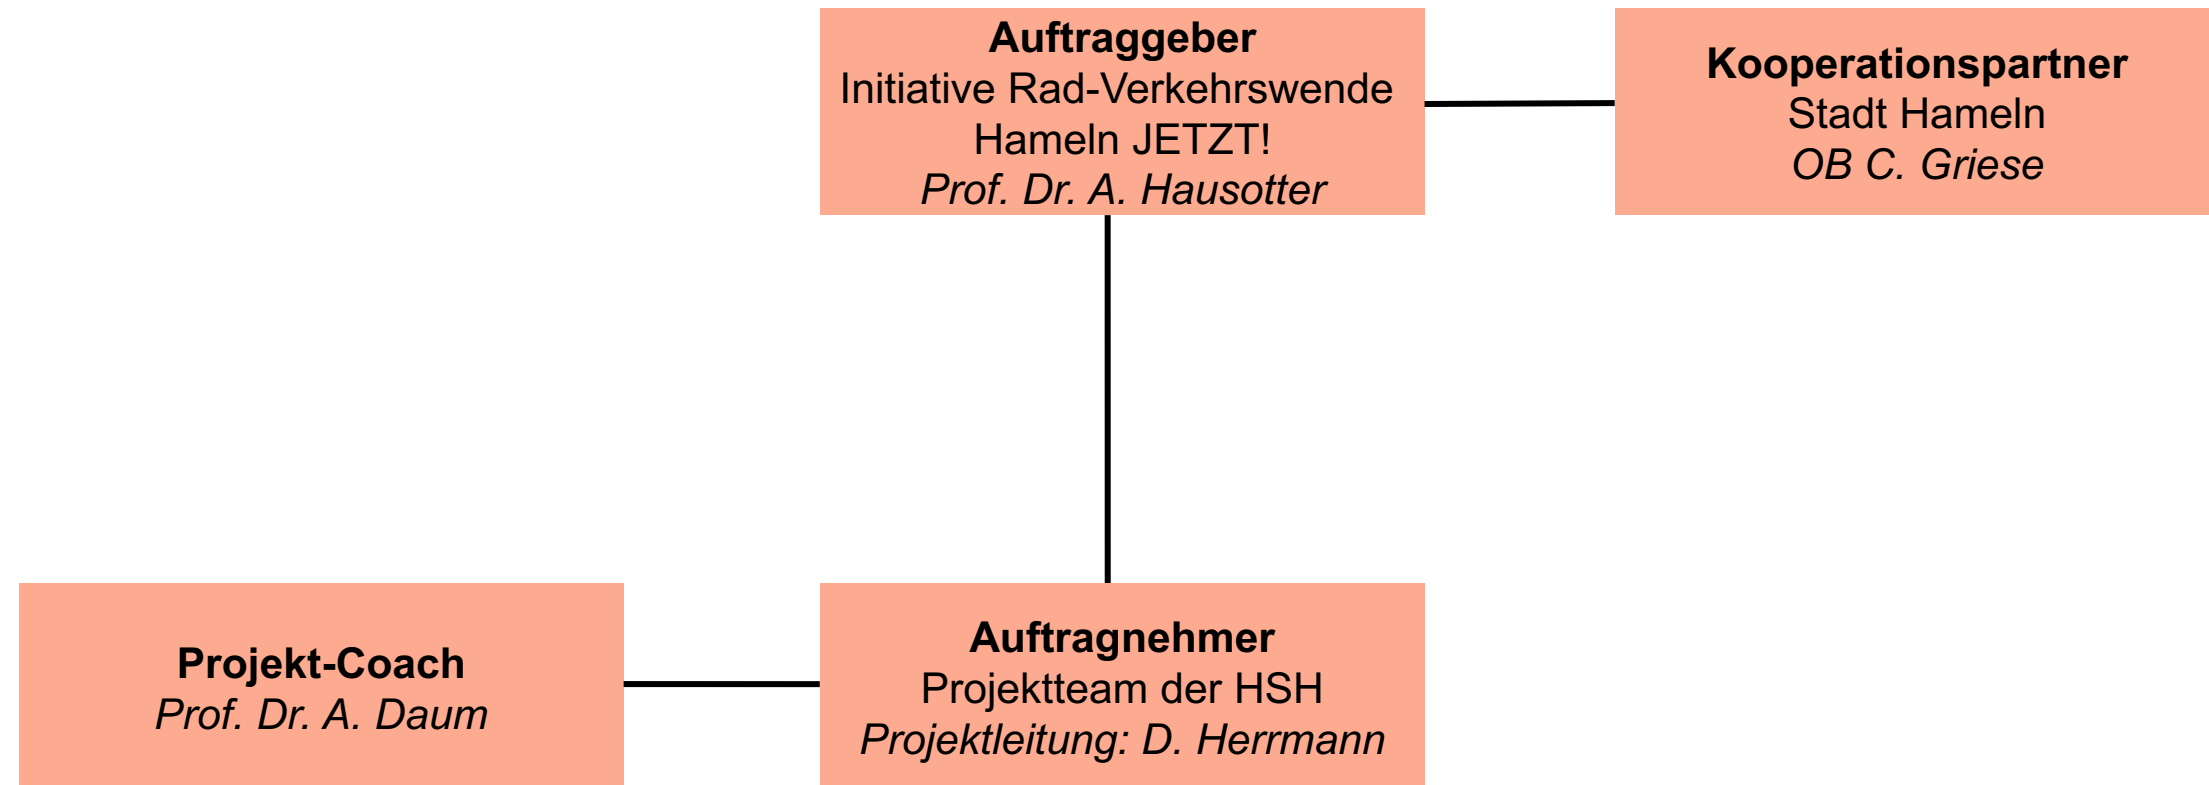 Auftraggeber
Initiative Rad-Verkehrswende
Hameln JETZT!
Prof. Dr. A. Hausotter
Kooperationspartner
Stadt Hameln
OB C. Griese
Projekt-Coach
Prof. Dr. A. Daum
Auftragnehmer
Projektteam der HSH
Projektleitung: D. Herrmann